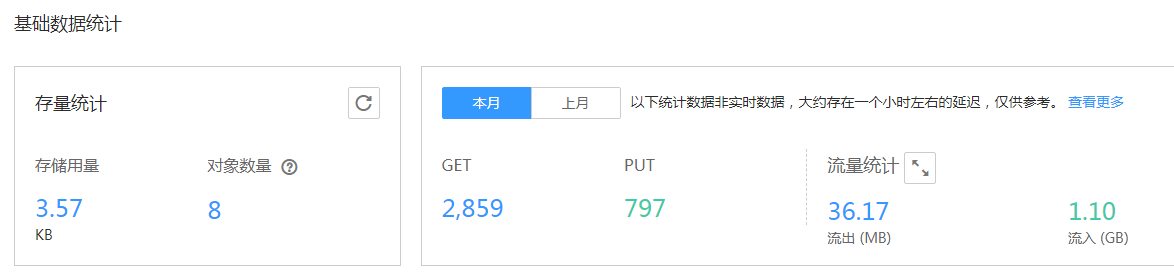 基础数据统计
存量统计
存储用量
对象数量
3.57
8
KB
本月
上月
以下统计数据非实时数据，大约存在一个小时左右的延迟，仅供参考。 查看更多
GET
PUT
流量统计
2,859
797
36.17
1.10
流出 (MB)
流入 (GB)